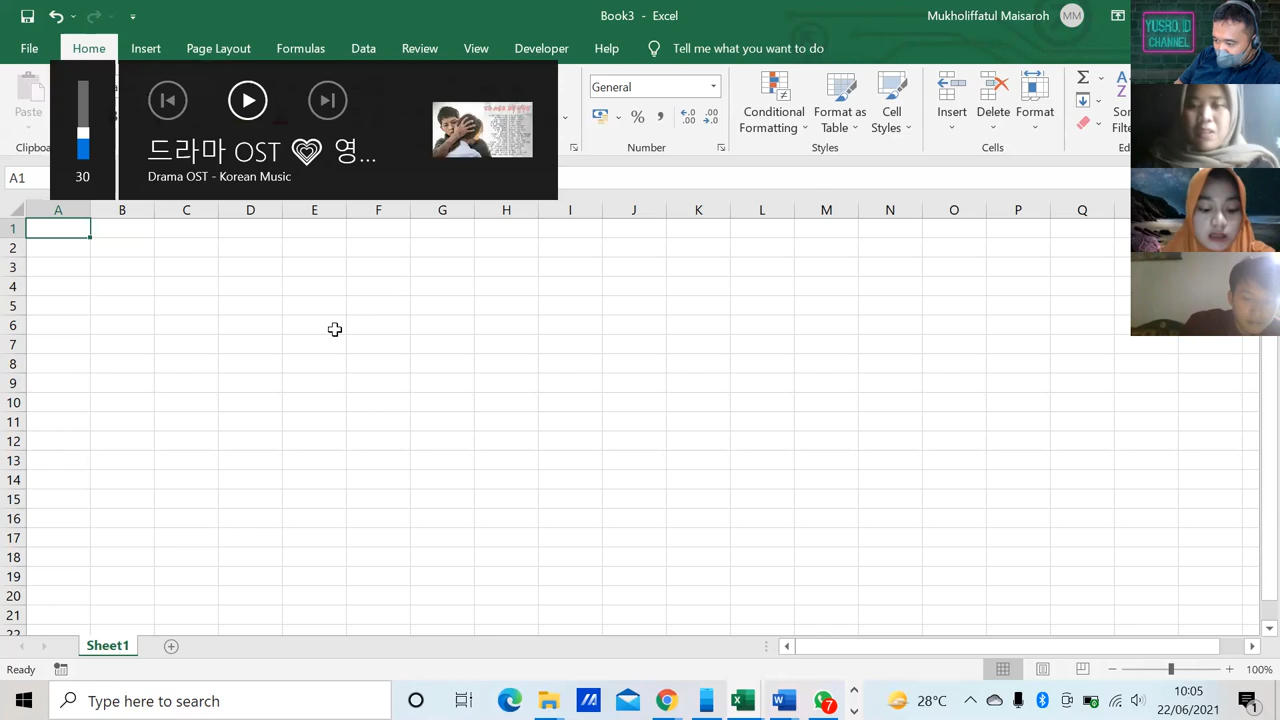 Book3 - Excel
Mukholiffatul Maisaroh
MM
YUSRO.ID
CHANNEL
File
Home
Insert
Page Layout
Formulas
Data
Review
View
Developer
Help
Tell me what you want to do
Paste
General
Conditional
Formatting
Format as
Table
Cell
Styles
Insert
Delete
Format
Number
Styles
Cells
드라마 OST 💗 영...
Drama OST - Korean Music
30
A1
A B C D E F G H I J K L M N O P Q
1
2
3
4
5
6
7
8
9
10
11
12
13
14
15
16
17
18
19
20
21
22
Sheet1
Ready
100%
Type here to search
7
28°C
10:05
22/06/2021
1